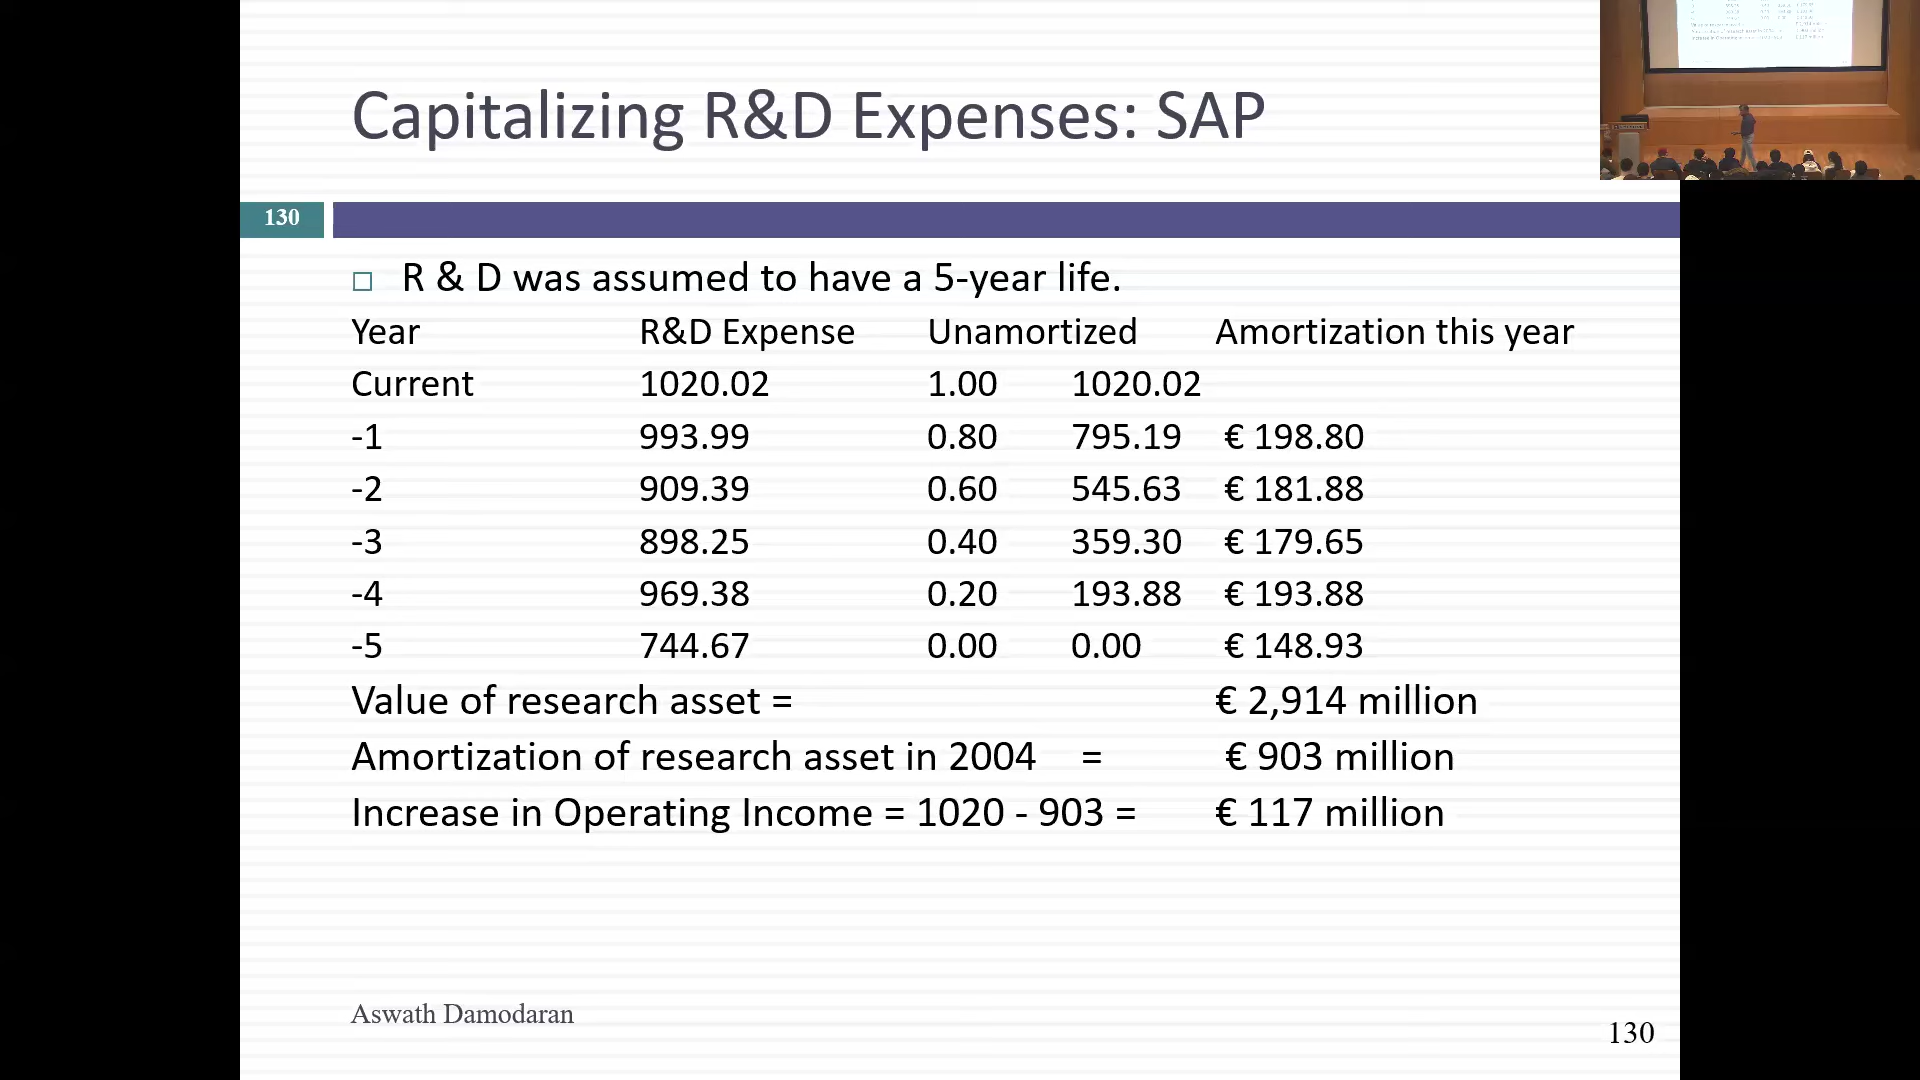 Capitalizing R&D Expenses: SAP
130
R & D was assumed to have a 5-year life.
Year R&D Expense Unamortized Amortization this year
Current 1020.02 1.00 1020.02
-1 993.99 0.80 795.19 € 198.80
-2 909.39 0.60 545.63 € 181.88
-3 898.25 0.40 359.30 € 179.65
-4 969.38 0.20 193.88 € 193.88
-5 744.67 0.00 0.00 € 148.93
Value of research asset = € 2,914 million
Amortization of research asset in 2004 = € 903 million
Increase in Operating Income = 1020 - 903 = € 117 million
Aswath Damodaran
130